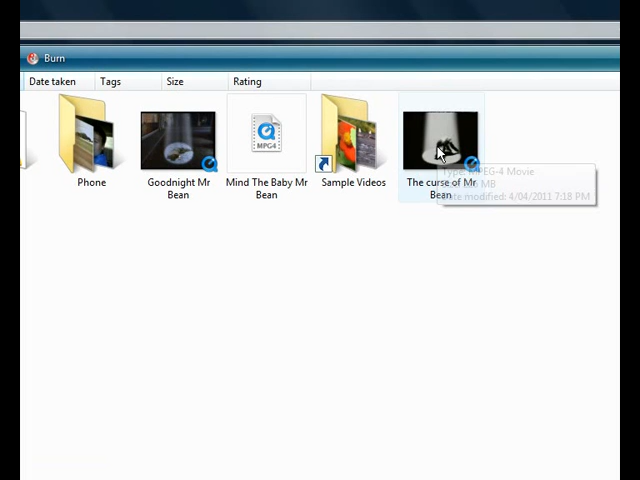 Burn
Date taken Tags Size Rating
MPG4
Phone
Goodnight Mr
Bean
Mind The Baby Mr
Bean
Sample Videos
The curse of Mr
Bean
Type: MPEG-4 Movie
MB
modified: 4/04/2011 7:18 PM